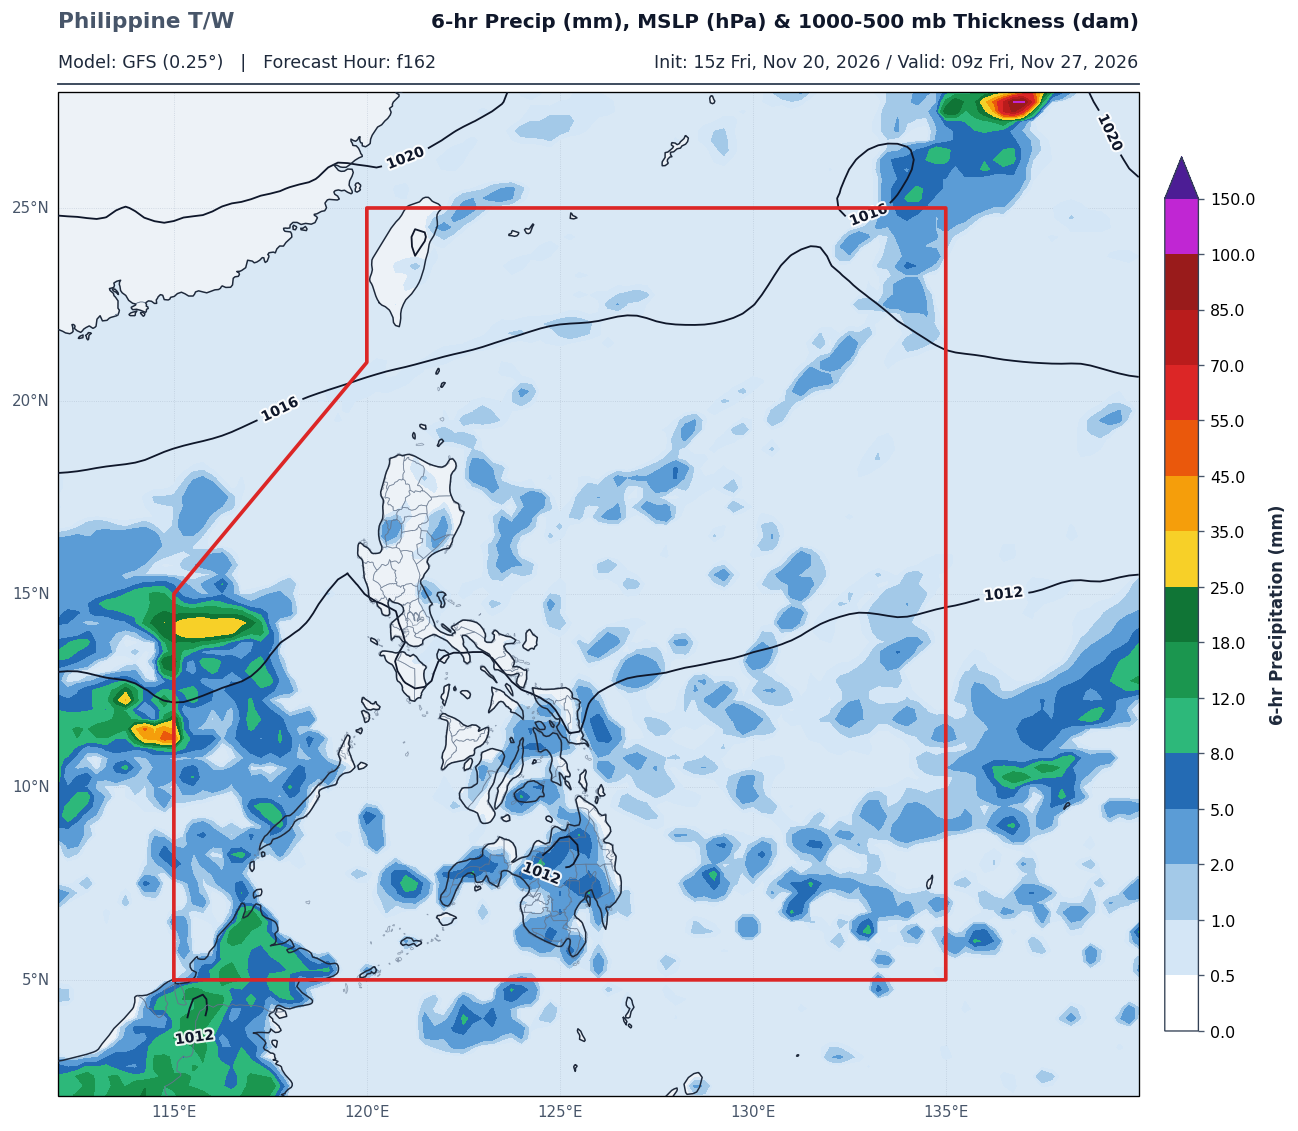 Philippine T/W
6-hr Precip (mm), MSLP (hPa) & 1000-500 mb Thickness (dam)
Model: GFS (0.25°) | Forecast Hour: f162
Init: 15z Fri, Nov 20, 2026 / Valid: 09z Fri, Nov 27, 2026
1020
1020
1016
1016
1012
1012
1012
25°N
20°N
15°N
10°N
5°N
115°E
120°E
125°E
130°E
135°E
150.0
100.0
85.0
70.0
55.0
45.0
35.0
25.0
18.0
12.0
8.0
5.0
2.0
1.0
0.5
0.0
6-hr Precipitation (mm)